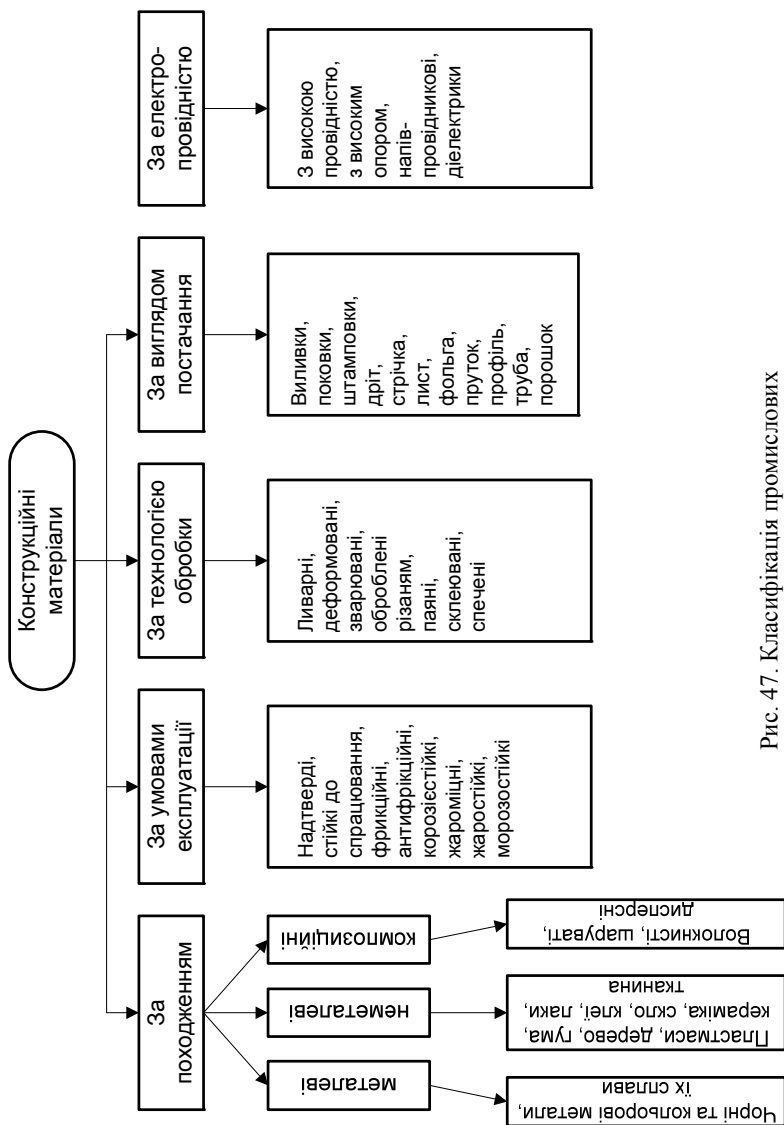 Конструкційні
матеріали
За
походженням
За умовами
експлуатації
За технологією
обробки
За виглядом
постачання
За електро-
провідністю
металеві
неметалеві
композиційні
Чорні та кольорові метали,
їх сплави
Пластмаси, дерево, гума,
кераміка, скло, клеї, лаки,
тканина
Волокнисті, шаруваті,
дисперсні
Надтверді,
стійкі до
спрацювання,
фрикційні,
антифрікційні,
корозієстійкі,
жароміцні,
жаростійкі,
морозостійкі
Ливарні,
деформовані,
зварювані,
оброблені
різаням,
паяні,
склеювані,
спечені
Виливки,
поковки,
штамповки,
дріт,
стрічка,
лист,
фольга,
пруток,
профіль,
труба,
порошок
З високою
провідністю,
з високим
опором,
напів-
провідникові,
діелектрики
Рис. 47. Класифікація промислових